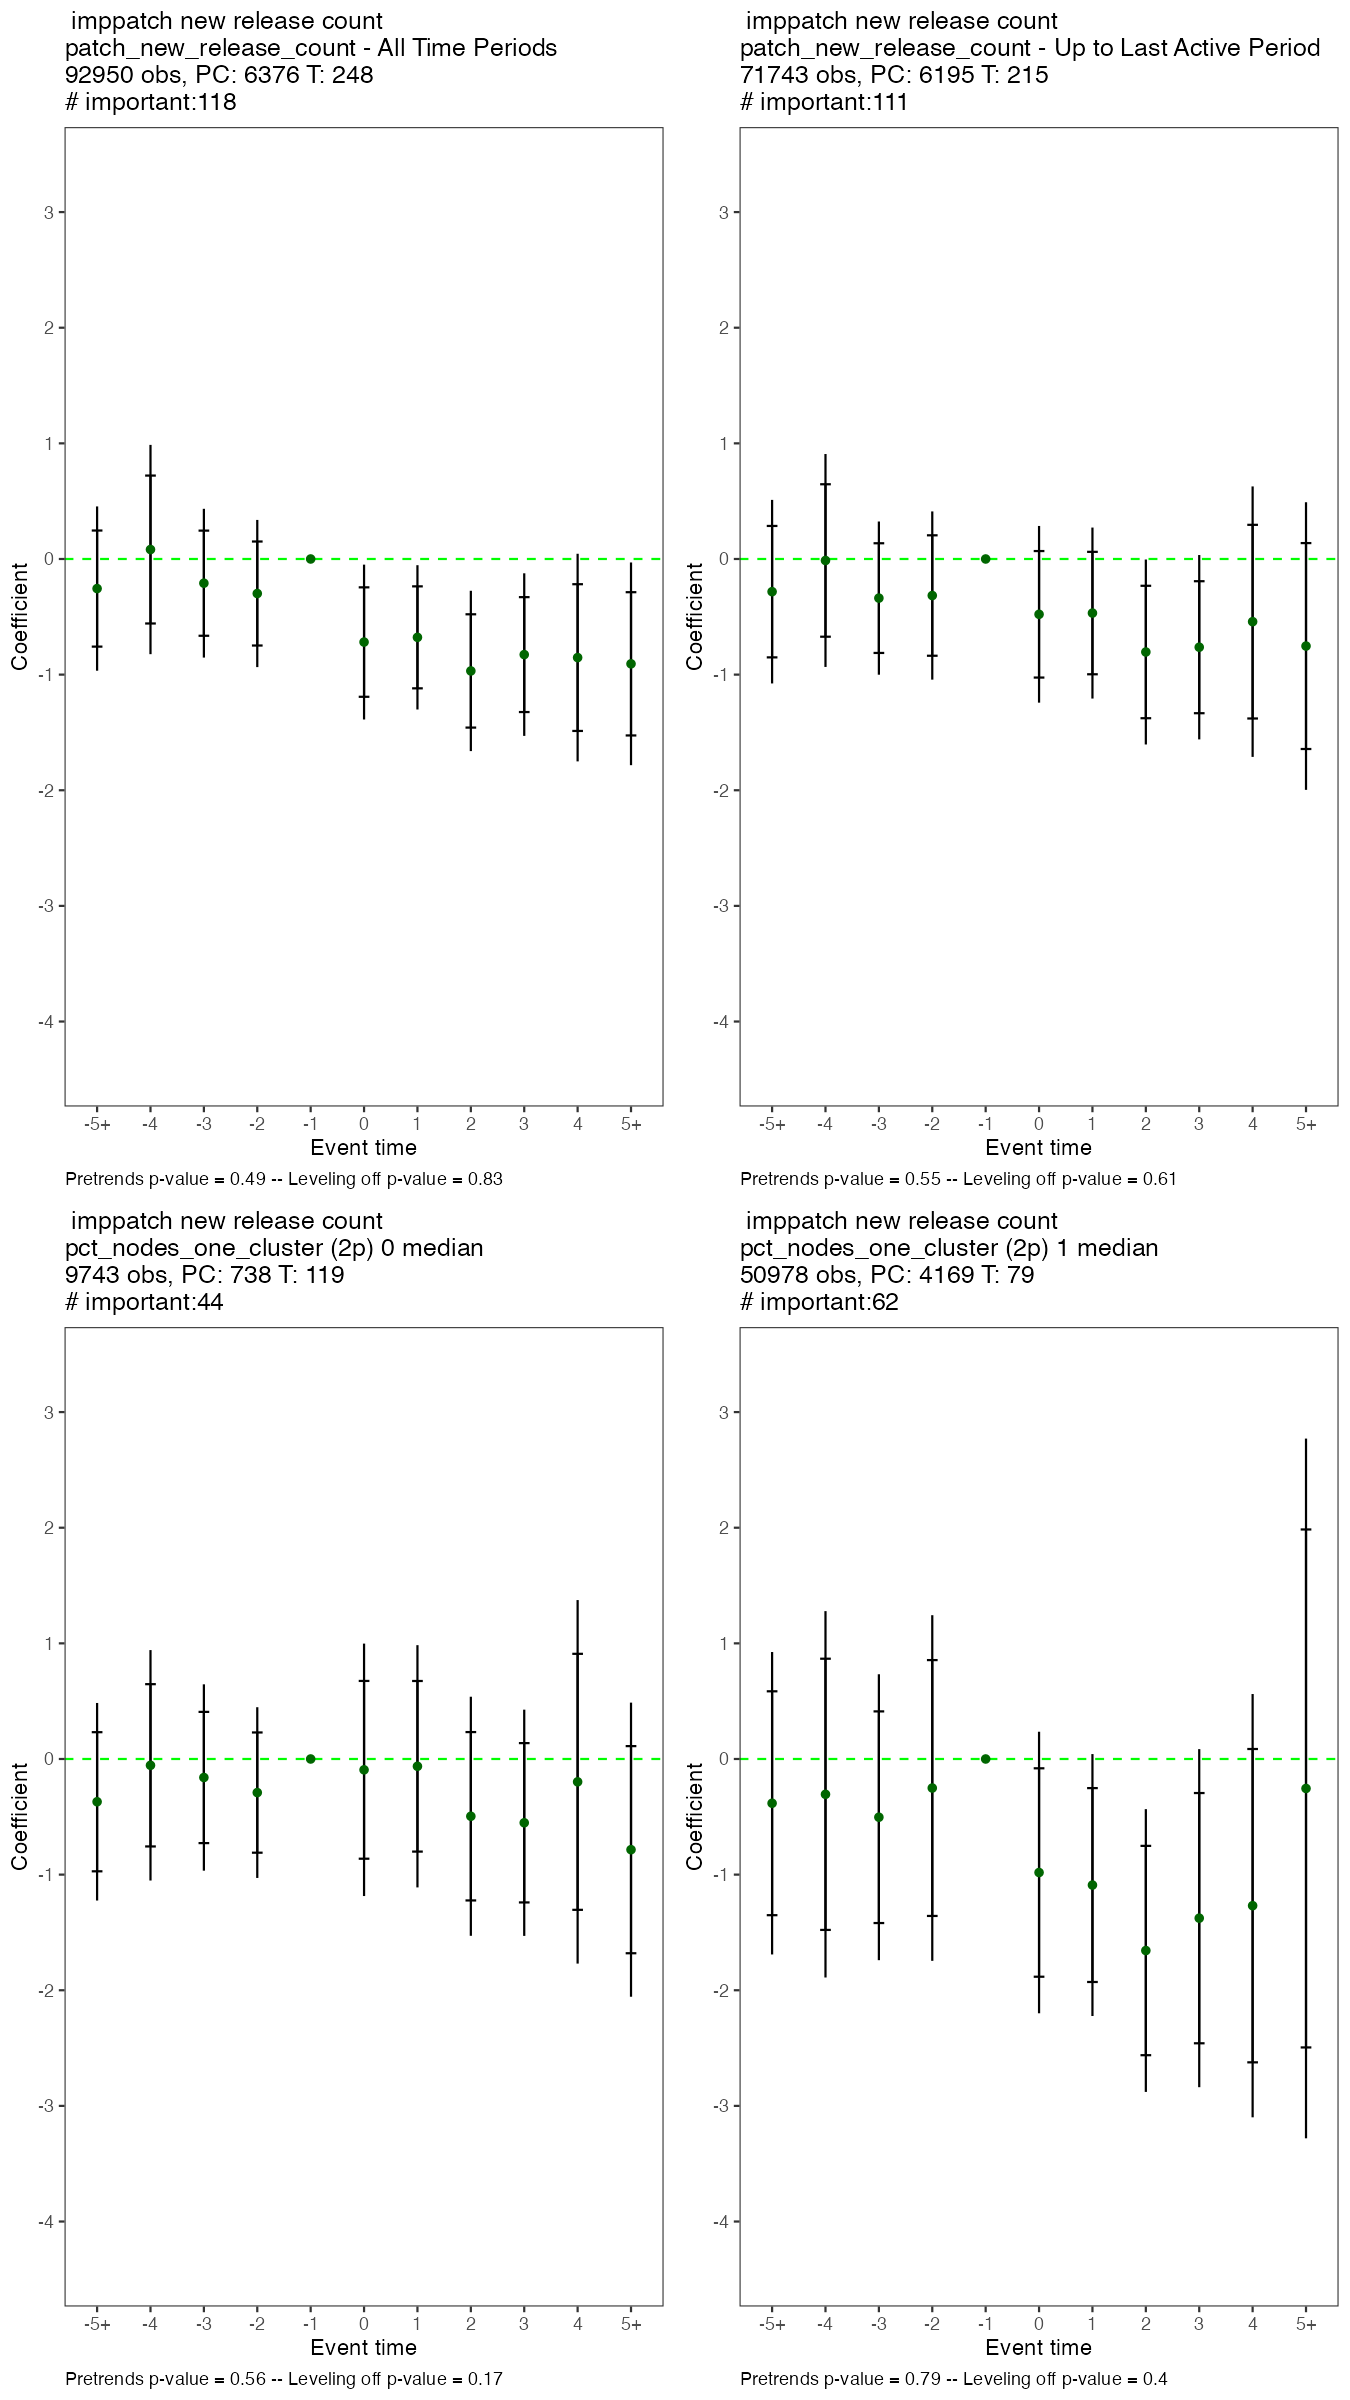 imppatch new release count
patch_new_release_count - All Time Periods
92950 obs, PC: 6376 T: 248
# important:118
3
2
1
0
-1
-2
-3
-4
Coefficient
-5+ -4 -3 -2 -1 0 1 2 3 4 5+
Event time
Pretrends p-value = 0.49 -- Leveling off p-value = 0.83
imppatch new release count
patch_new_release_count - Up to Last Active Period
71743 obs, PC: 6195 T: 215
# important:111
3
2
1
0
-1
-2
-3
-4
Coefficient
-5+ -4 -3 -2 -1 0 1 2 3 4 5+
Event time
Pretrends p-value = 0.55 -- Leveling off p-value = 0.61
imppatch new release count
pct_nodes_one_cluster (2p) 0 median
9743 obs, PC: 738 T: 119
# important:44
3
2
1
0
-1
-2
-3
-4
Coefficient
-5+ -4 -3 -2 -1 0 1 2 3 4 5+
Event time
Pretrends p-value = 0.56 -- Leveling off p-value = 0.17
imppatch new release count
pct_nodes_one_cluster (2p) 1 median
50978 obs, PC: 4169 T: 79
# important:62
3
2
1
0
-1
-2
-3
-4
Coefficient
-5+ -4 -3 -2 -1 0 1 2 3 4 5+
Event time
Pretrends p-value = 0.79 -- Leveling off p-value = 0.4